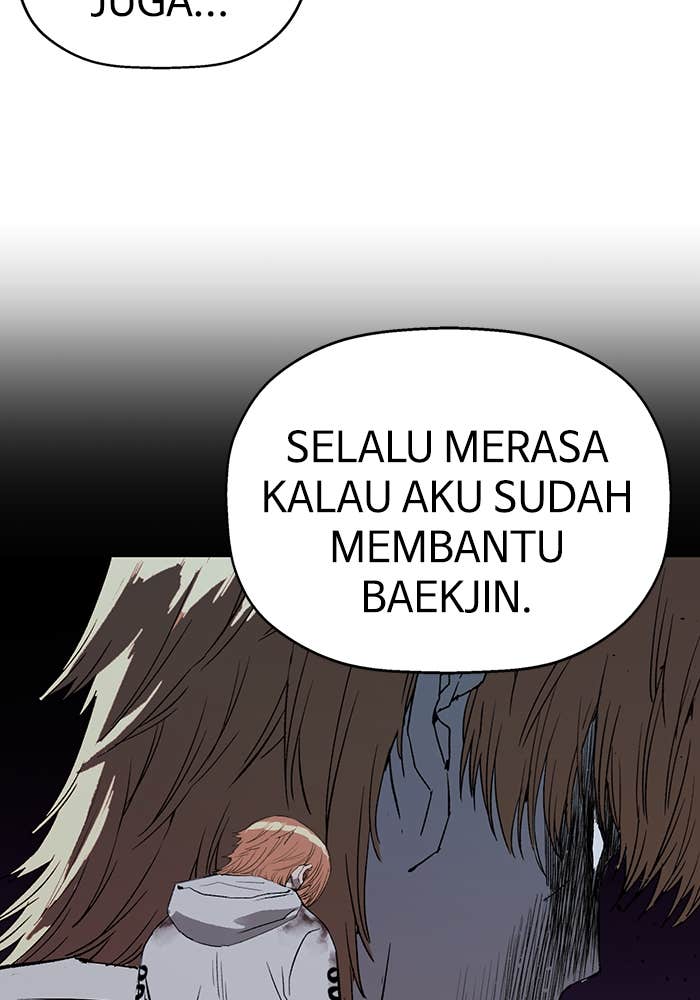 JUGA...
SELALU MERASA
KALAU AKU SUDAH
MEMBANTU
BAEKJIN.